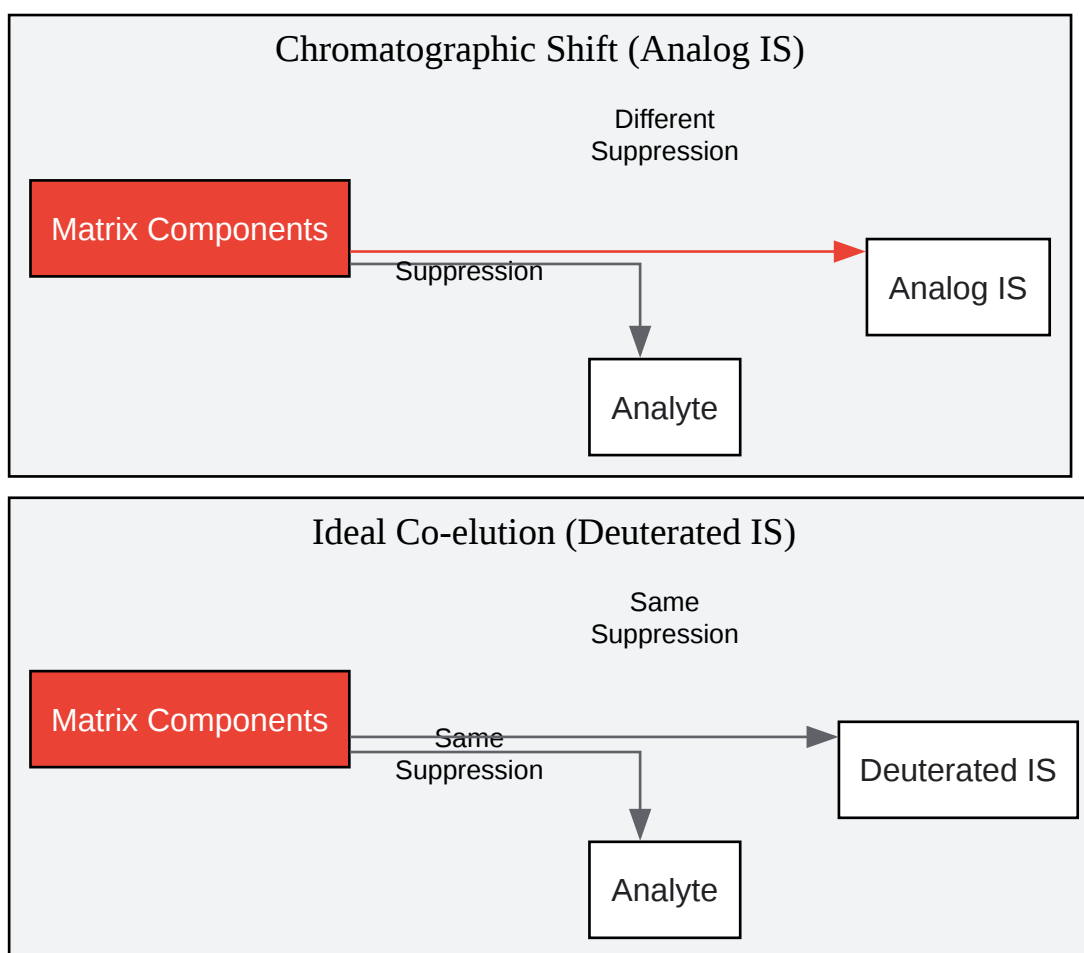 Chromatographic Shift (Analog IS)
Different
Suppression
Matrix Components
Suppression
Analog IS
Analyte
Ideal Co-elution (Deuterated IS)
Same
Suppression
Matrix Components
Same
Suppression
Deuterated IS
Analyte